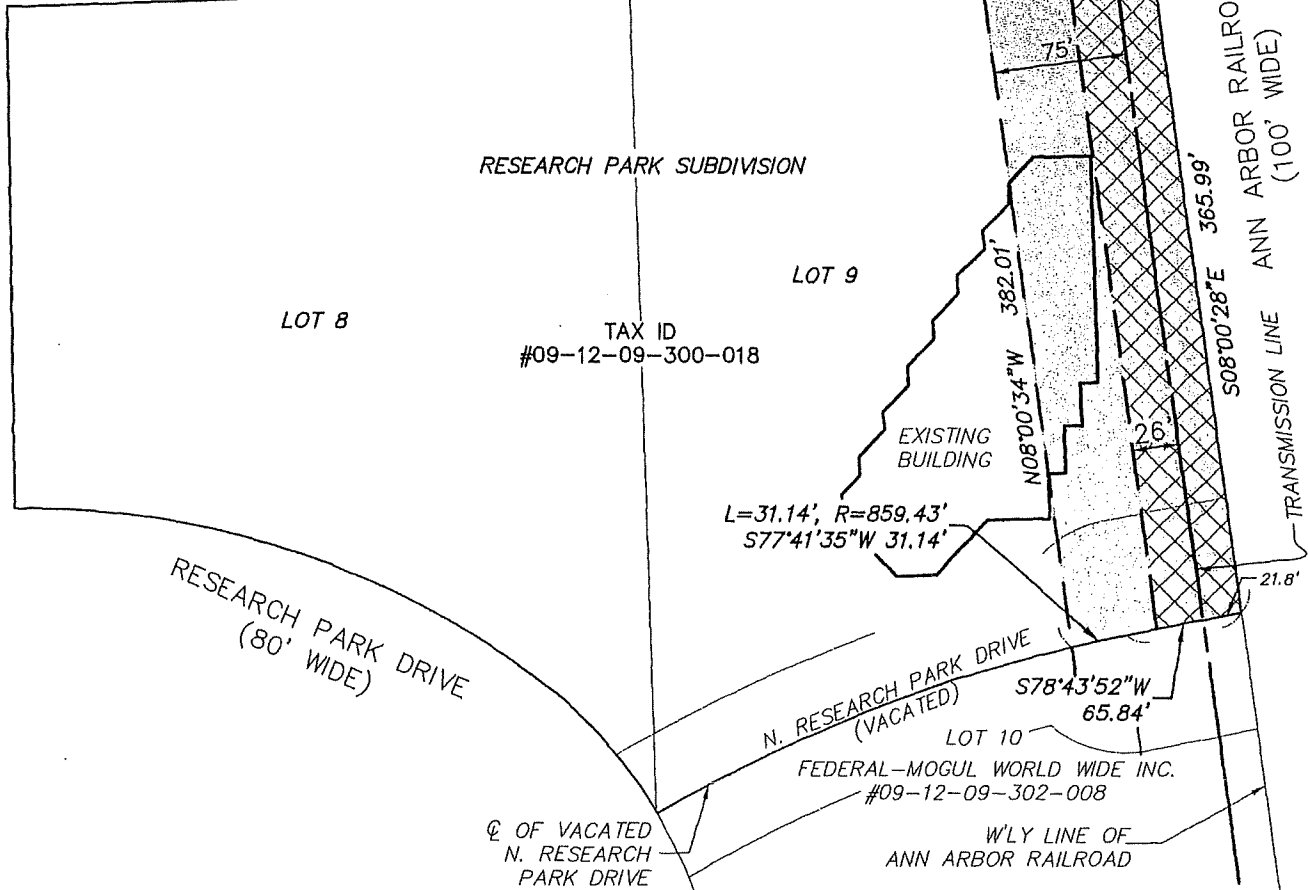 75'
ANN ARBOR RAILRO
(100' WIDE)
RESEARCH PARK SUBDIVISION
365.99'
S08°00'28"E
LOT 9
382.01'
N08°00'34"W
LOT 8
TAX ID
#09-12-09-300-018
EXISTING
BUILDING
26'
TRANSMISSION LINE
L=31.14', R=859.43'
S77°41'35"W 31.14'
21.8'
RESEARCH PARK DRIVE
(80' WIDE)
N. RESEARCH PARK DRIVE
(VACATED)
S78°43'52"W
65.84'
LOT 10
FEDERAL-MOGUL WORLD WIDE INC.
#09-12-09-302-008
℄ OF VACATED
N. RESEARCH
PARK DRIVE
W'LY LINE OF
ANN ARBOR RAILROAD